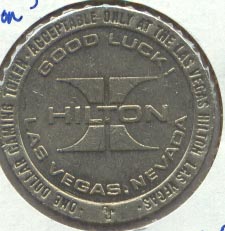 on
ONE DOLLAR GAMING TOKEN · ACCEPTABLE ONLY AT THE LAS VEGAS HILTON, LAS VEGAS ·
GOOD LUCK!
HILTON
LAS VEGAS, NEVADA